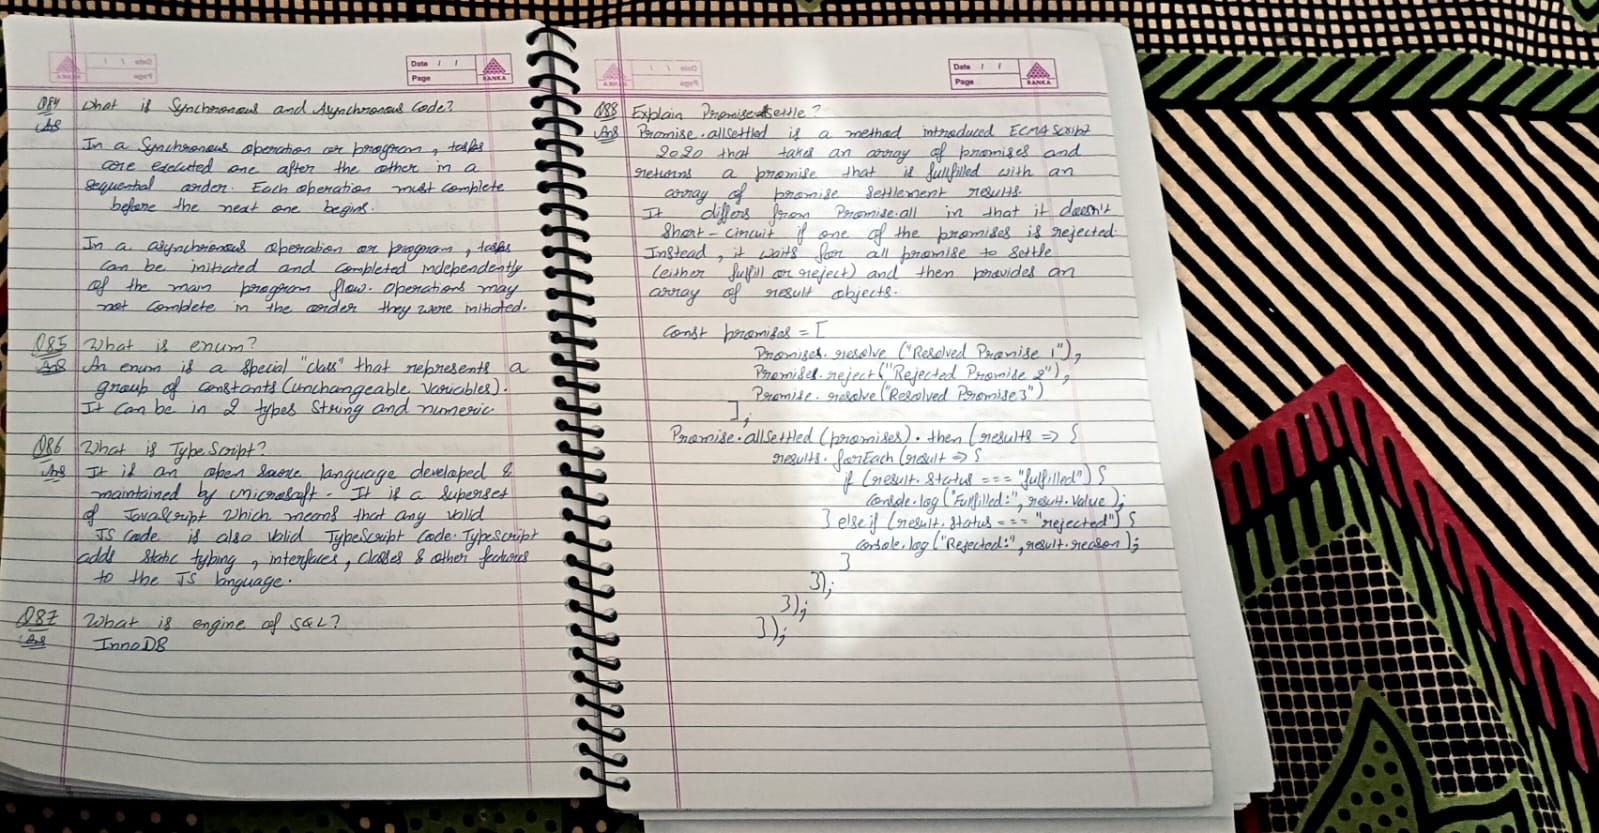 Date / /
Page
RANKA
Q84 What is Synchronous and Asynchronous Code?
Ans
In a Synchronous operation or program, tasks
are executed one after the other in a
sequential order. Each operation must complete
before the next one begins.
In a asynchronous operation or program, tasks
can be initiated and completed independently
of the main program flow. Operations may
not complete in the order they were initiated.
Q85 What is enum?
Ans An enum is a special "class" that represents a
group of constants (unchangeable variables).
It can be in 2 types String and numeric
Q86 What is TypeScript?
Ans It is an open source language developed &
maintained by Microsoft. It is a superset
of JavaScript which means that any valid
JS code is also valid TypeScript code. TypeScript
adds static typing, interfaces, classes & other features
to the JS language.
Q87 What is engine of SQL?
Ans InnoDB
Date / /
Page
RANKA
Q88 Explain Promise settle?
Ans Promise.allsettled is a method introduced ECMAScript
2020 that takes an array of promises and
returns a promise that is fullfilled with an
array of promise settlement results.
It differs from Promise.all in that it doesn't
short-circuit if one of the promises is rejected.
Instead, it waits for all promise to settle
(either fulfill or reject) and then provides an
array of result objects.
const promises = [
Promises.resolve ("Resolved Promise 1"),
Promises.reject ("Rejected Promise 2"),
Promise.resolve ("Resolved Promise 3")
];
Promise.allsettled (promises).then (results => {
results.forEach (result => {
if (result.status === "fulfilled") {
console.log ("Fulfilled:", result.value);
} else if (result.status === "rejected") {
console.log ("Rejected:", result.reason);
}
});
});
});